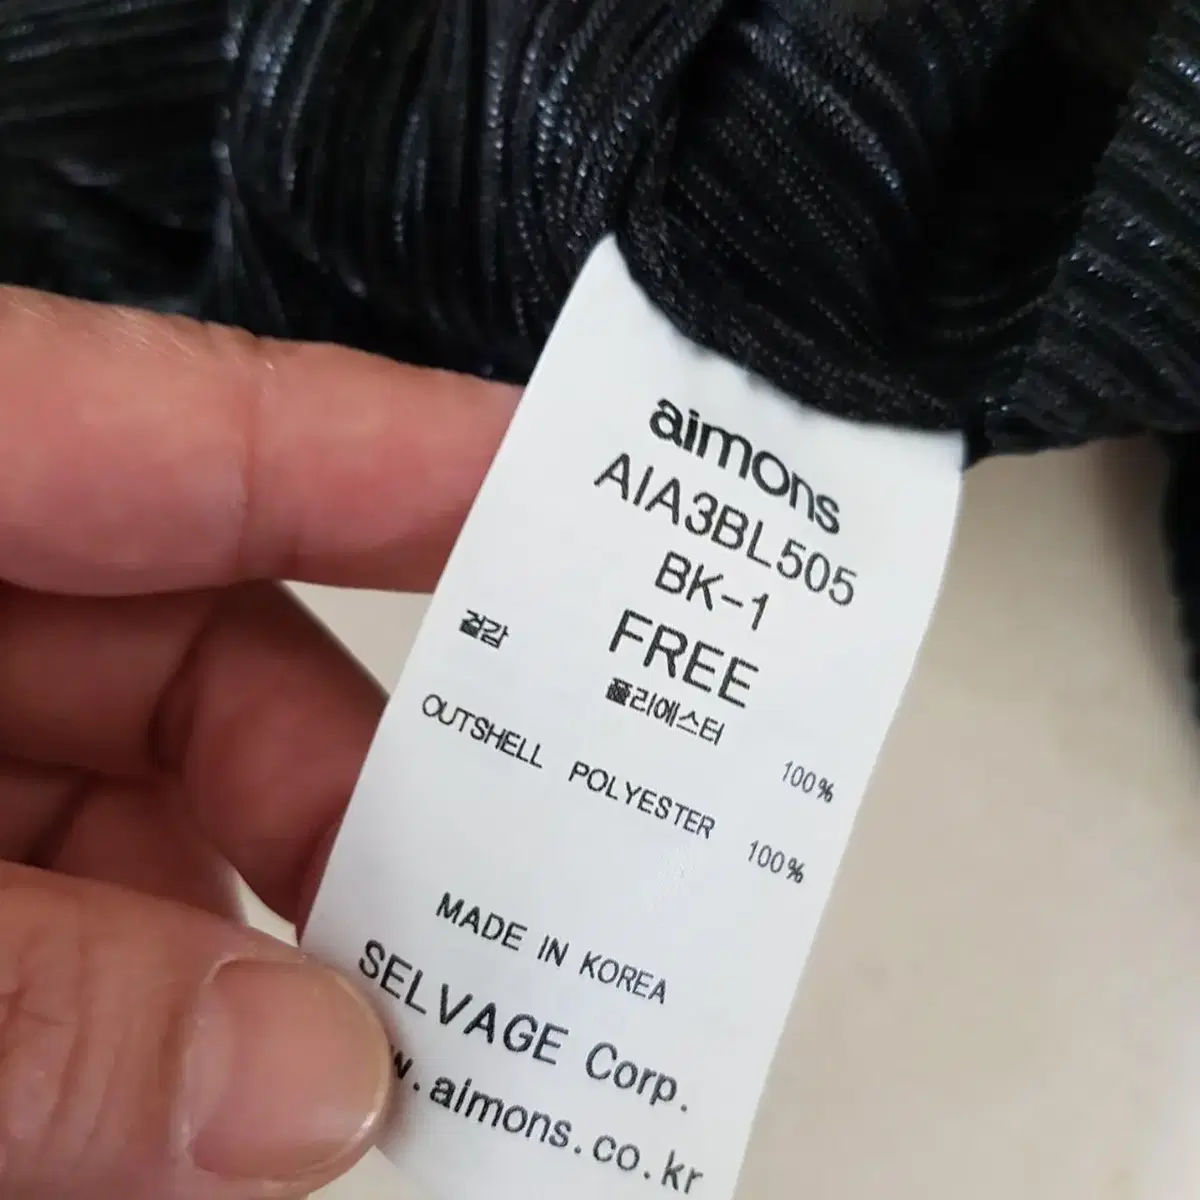 aimons
AIA3BL505
BK-1
FREE
겉감 폴리에스터 100%
OUTSHELL POLYESTER 100%
MADE IN KOREA
SELVAGE Corp.
w.aimons.co.kr